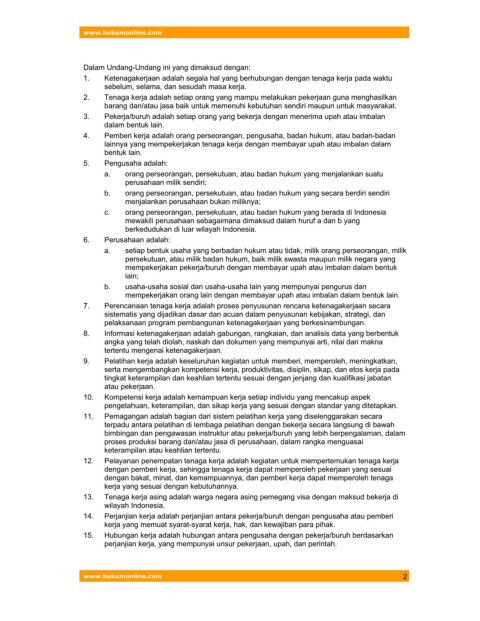 www.hukumonline.com
Dalam Undang-Undang ini yang dimaksud dengan:
1. Ketenagakerjaan adalah segala hal yang berhubungan dengan tenaga kerja pada waktu
sebelum, selama, dan sesudah masa kerja.
2. Tenaga kerja adalah setiap orang yang mampu melakukan pekerjaan guna menghasilkan
barang dan/atau jasa baik untuk memenuhi kebutuhan sendiri maupun untuk masyarakat.
3. Pekerja/buruh adalah setiap orang yang bekerja dengan menerima upah atau imbalan
dalam bentuk lain.
4. Pemberi kerja adalah orang perseorangan, pengusaha, badan hukum, atau badan-badan
lainnya yang mempekerjakan tenaga kerja dengan membayar upah atau imbalan dalam
bentuk lain.
5. Pengusaha adalah:
a. orang perseorangan, persekutuan, atau badan hukum yang menjalankan suatu
perusahaan milik sendiri;
b. orang perseorangan, persekutuan, atau badan hukum yang secara berdiri sendiri
menjalankan perusahaan bukan miliknya;
c. orang perseorangan, persekutuan, atau badan hukum yang berada di Indonesia
mewakili perusahaan sebagaimana dimaksud dalam huruf a dan b yang
berkedudukan di luar wilayah Indonesia.
6. Perusahaan adalah:
a. setiap bentuk usaha yang berbadan hukum atau tidak, milik orang perseorangan, milik
persekutuan, atau milik badan hukum, baik milik swasta maupun milik negara yang
mempekerjakan pekerja/buruh dengan membayar upah atau imbalan dalam bentuk
lain;
b. usaha-usaha sosial dan usaha-usaha lain yang mempunyai pengurus dan
mempekerjakan orang lain dengan membayar upah atau imbalan dalam bentuk lain.
7. Perencanaan tenaga kerja adalah proses penyusunan rencana ketenagakerjaan secara
sistematis yang dijadikan dasar dan acuan dalam penyusunan kebijakan, strategi, dan
pelaksanaan program pembangunan ketenagakerjaan yang berkesinambungan.
8. Informasi ketenagakerjaan adalah gabungan, rangkaian, dan analisis data yang berbentuk
angka yang telah diolah, naskah dan dokumen yang mempunyai arti, nilai dan makna
tertentu mengenai ketenagakerjaan.
9. Pelatihan kerja adalah keseluruhan kegiatan untuk memberi, memperoleh, meningkatkan,
serta mengembangkan kompetensi kerja, produktivitas, disiplin, sikap, dan etos kerja pada
tingkat keterampilan dan keahlian tertentu sesuai dengan jenjang dan kualifikasi jabatan
atau pekerjaan.
10. Kompetensi kerja adalah kemampuan kerja setiap individu yang mencakup aspek
pengetahuan, keterampilan, dan sikap kerja yang sesuai dengan standar yang ditetapkan.
11. Pemagangan adalah bagian dari sistem pelatihan kerja yang diselenggarakan secara
terpadu antara pelatihan di lembaga pelatihan dengan bekerja secara langsung di bawah
bimbingan dan pengawasan instruktur atau pekerja/buruh yang lebih berpengalaman, dalam
proses produksi barang dan/atau jasa di perusahaan, dalam rangka menguasai
keterampilan atau keahlian tertentu.
12. Pelayanan penempatan tenaga kerja adalah kegiatan untuk mempertemukan tenaga kerja
dengan pemberi kerja, sehingga tenaga kerja dapat memperoleh pekerjaan yang sesuai
dengan bakat, minat, dan kemampuannya, dan pemberi kerja dapat memperoleh tenaga
kerja yang sesuai dengan kebutuhannya.
13. Tenaga kerja asing adalah warga negara asing pemegang visa dengan maksud bekerja di
wilayah Indonesia.
14. Perjanjian kerja adalah perjanjian antara pekerja/buruh dengan pengusaha atau pemberi
kerja yang memuat syarat-syarat kerja, hak, dan kewajiban para pihak.
15. Hubungan kerja adalah hubungan antara pengusaha dengan pekerja/buruh berdasarkan
perjanjian kerja, yang mempunyai unsur pekerjaan, upah, dan perintah.
www.hukumonline.com 2